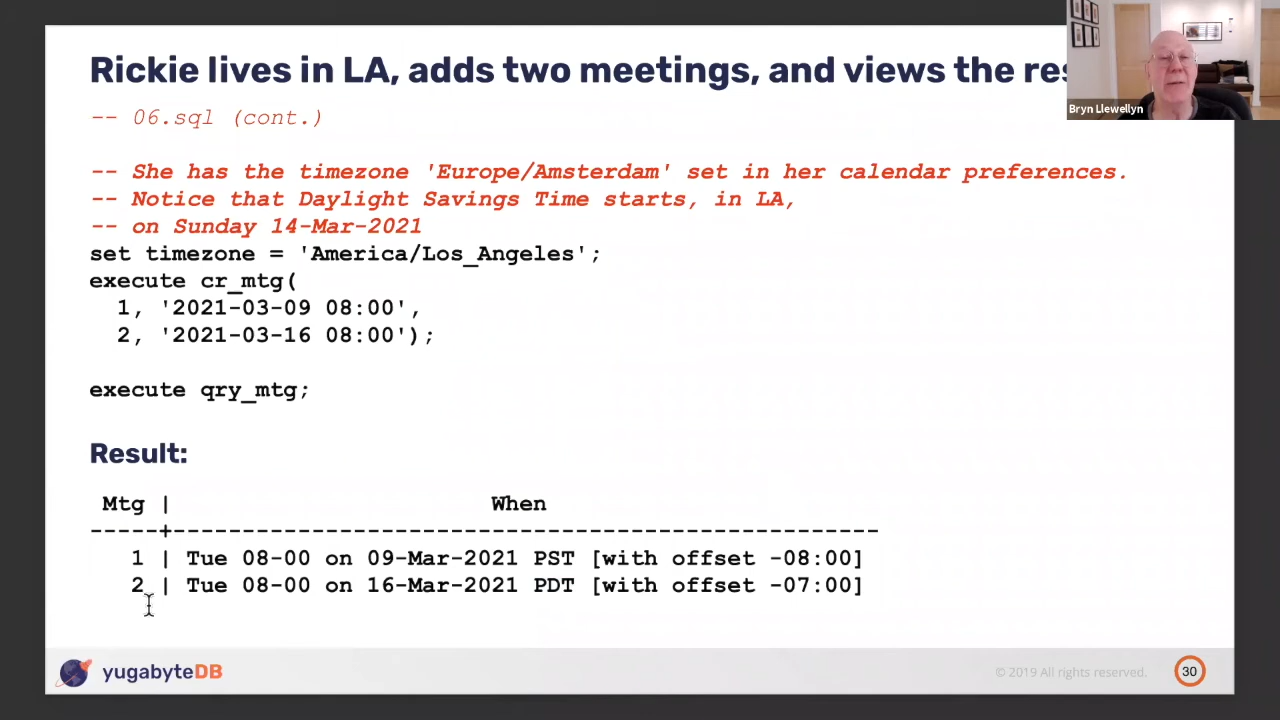 Rickie lives in LA, adds two meetings, and views the res
Bryn Llewellyn
-- 06.sql (cont.)
-- She has the timezone 'Europe/Amsterdam' set in her calendar preferences.
-- Notice that Daylight Savings Time starts, in LA,
-- on Sunday 14-Mar-2021
set timezone = 'America/Los_Angeles';
execute cr_mtg(
1, '2021-03-09 08:00',
2, '2021-03-16 08:00');
execute qry_mtg;
Result:
Mtg | When
-----+---------------------------------------------------
1 | Tue 08-00 on 09-Mar-2021 PST [with offset -08:00]
2 | Tue 08-00 on 16-Mar-2021 PDT [with offset -07:00]
yugabyteDB
© 2019 All rights reserved.
30